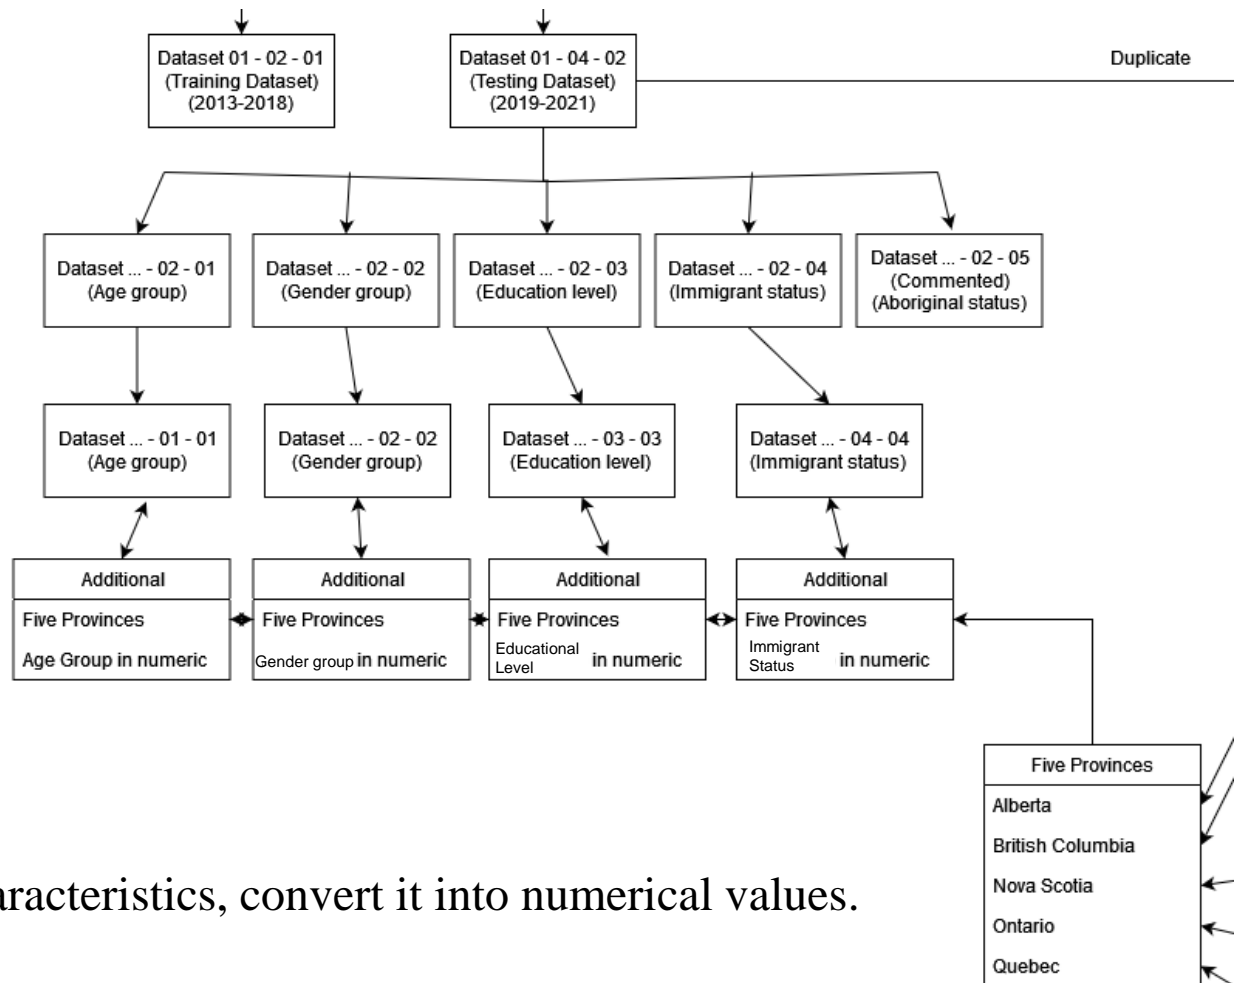 Dataset 01 - 02 - 01
(Training Dataset)
(2013-2018)
Dataset 01 - 04 - 02
(Testing Dataset)
(2019-2021)
Duplicate
Dataset ... - 02 - 01
(Age group)
Dataset ... - 02 - 02
(Gender group)
Dataset ... - 02 - 03
(Education level)
Dataset ... - 02 - 04
(Immigrant status)
Dataset ... - 02 - 05
(Commented)
(Aboriginal status)
Dataset ... - 01 - 01
(Age group)
Dataset ... - 02 - 02
(Gender group)
Dataset ... - 03 - 03
(Education level)
Dataset ... - 04 - 04
(Immigrant status)
Additional
Five Provinces
Age Group in numeric
Additional
Five Provinces
Gender group in numeric
Additional
Five Provinces
Educational
Level in numeric
Additional
Five Provinces
Immigrant
Status in numeric
Five Provinces
Alberta
British Columbia
Nova Scotia
Ontario
Quebec
aracteristics, convert it into numerical values.